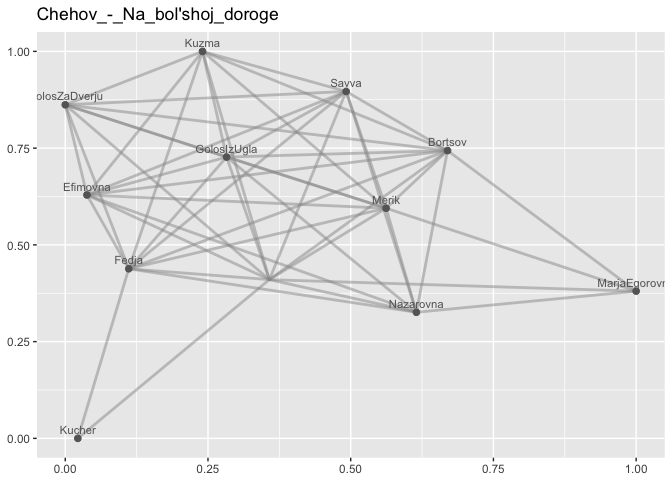 Chehov_-_Na_bol'shoj_doroge
Kuzma
1.00
Savva
olosZaDverju
Bortsov
GolosIzUgla
0.75
Efimovna
Merik
0.50
Fedja
MarjaEgorovn
Nazarovna
0.25
Kucher
0.00
0.00 0.25 0.50 0.75 1.00